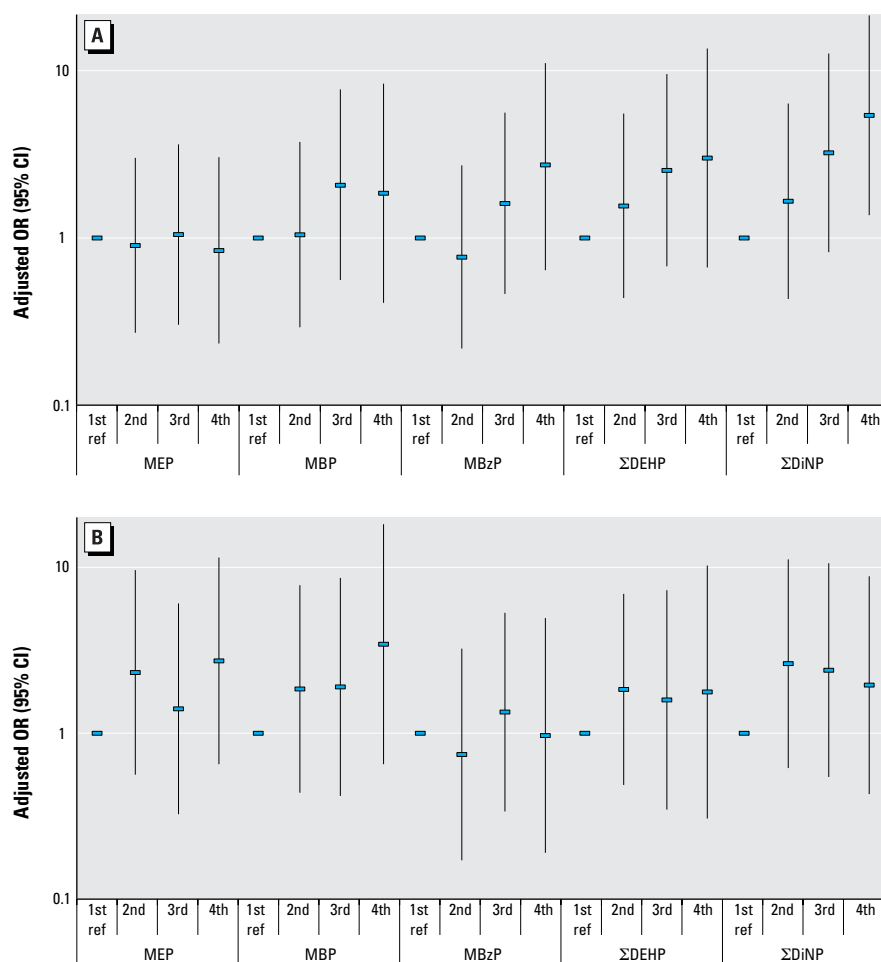 A
Adjusted OR (95% CI)
10
1
0.1
1st 2nd 3rd 4th 1st 2nd 3rd 4th 1st 2nd 3rd 4th 1st 2nd 3rd 4th 1st 2nd 3rd 4th
ref ref ref ref ref
MEP MBP MBzP ΣDEHP ΣDiNP
B
Adjusted OR (95% CI)
10
1
0.1
1st 2nd 3rd 4th 1st 2nd 3rd 4th 1st 2nd 3rd 4th 1st 2nd 3rd 4th 1st 2nd 3rd 4th
ref ref ref ref ref
MEP MBP MBzP ΣDEHP ΣDiNP